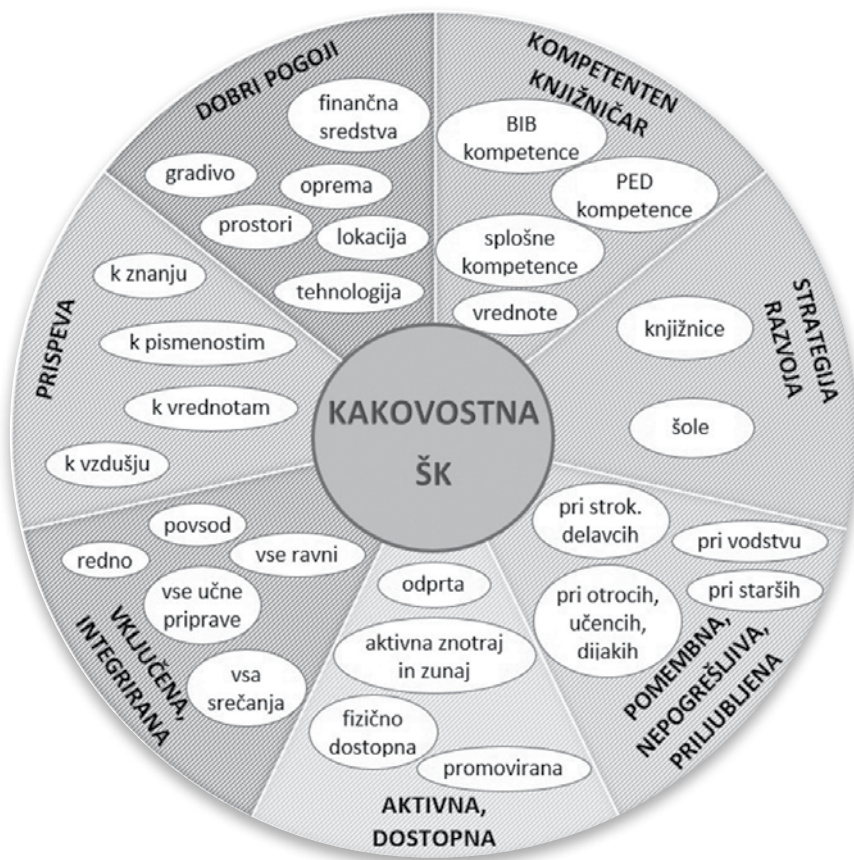 DOBRI POGOJI
finančna
sredstva
gradivo
oprema
prostori
lokacija
tehnologija
KOMPETENTEN
KNJIŽNIČAR
BIB
kompetence
PED
kompetence
splošne
kompetence
vrednote
STRATEGIJA
RAZVOJA
knjižnice
šole
POMEMBNA,
NEPOGREŠLJIVA,
PRILJUBLJENA
pri strok.
delavcih
pri vodstvu
pri starših
pri otrocih,
učencih,
dijakih
AKTIVNA,
DOSTOPNA
odprta
aktivna znotraj
in zunaj
fizično
dostopna
promovirana
VKLJUČENA,
INTEGRIRANA
povsod
redno
vse ravni
vse učne
priprave
vsa
srečanja
PRISPEVA
k znanju
k pismenostim
k vrednotam
k vzdušju
KAKOVOSTNA
ŠK